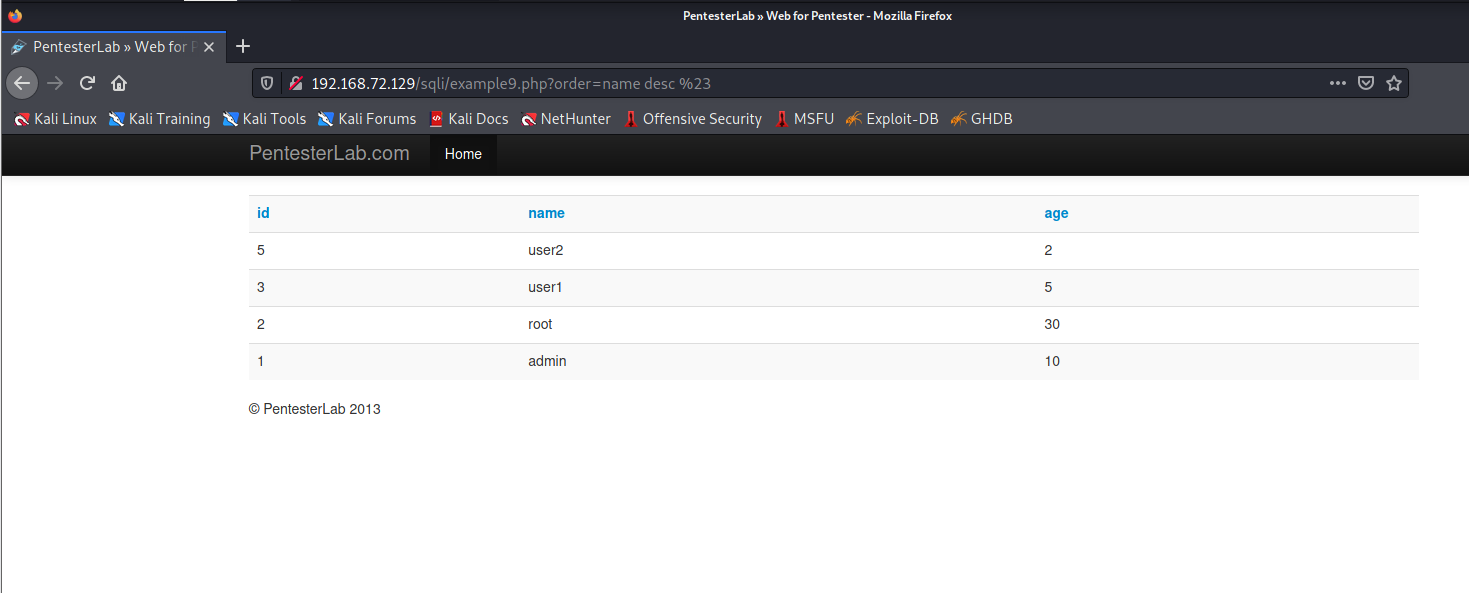 PentesterLab » Web for Pentester - Mozilla Firefox
PentesterLab » Web for P
192.168.72.129/sqli/example9.php?order=name desc %23
Kali Linux Kali Training Kali Tools Kali Forums Kali Docs NetHunter Offensive Security MSFU Exploit-DB GHDB
PentesterLab.com Home
id name age
5 user2 2
3 user1 5
2 root 30
1 admin 10
© PentesterLab 2013